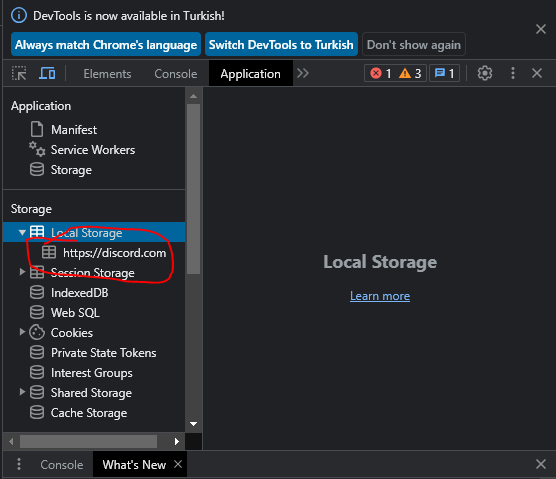 DevTools is now available in Turkish!
Always match Chrome's language Switch DevTools to Turkish Don't show again
Elements Console Application 1 3 1
Application
Manifest
Service Workers
Storage
Storage
Local Storage
https://discord.com
Session Storage
IndexedDB
Web SQL
Cookies
Private State Tokens
Interest Groups
Shared Storage
Cache Storage
Local Storage
Learn more
Console What's New